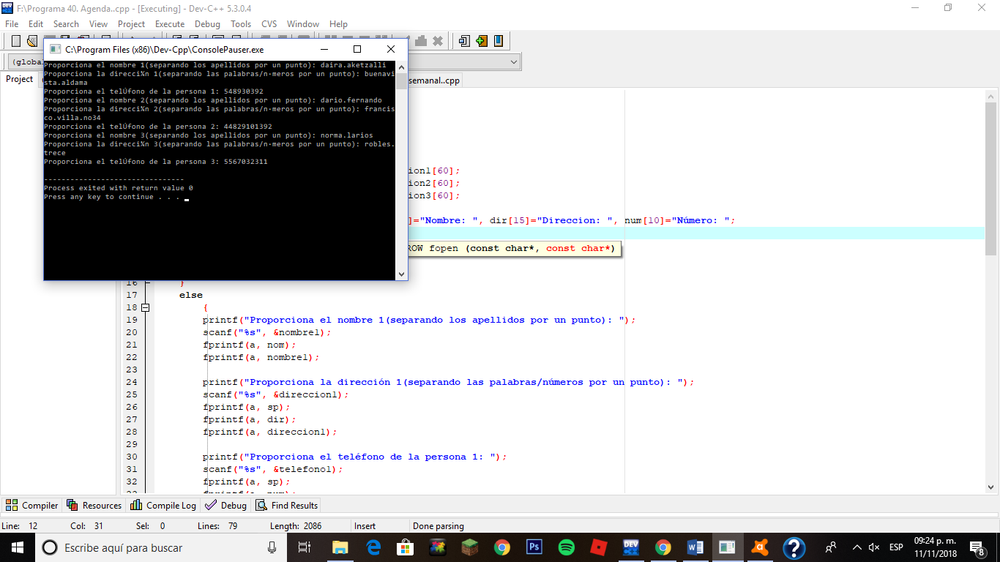 F:\Programa 40. Agenda..cpp - [Executing] - Dev-C++ 5.3.0.4
File Edit Search View Project Execute Debug Tools CVS Window Help
(globa
C:\Program Files (x86)\Dev-Cpp\ConsolePauser.exe
Proporciona el nombre 1(separando los apellidos por un punto): daira.aketzalli
Proporciona la direcci¾n 1(separando las palabras/n·meros por un punto): buenavi
sta.aldama
Proporciona el telÚfono de la persona 1: 548930392
Proporciona el nombre 2(separando los apellidos por un punto): dario.fernando
Proporciona la direcci¾n 2(separando las palabras/n·meros por un punto): francis
co.villa.no34
Proporciona el telÚfono de la persona 2: 44829101392
Proporciona el nombre 3(separando los apellidos por un punto): norma.larios
Proporciona la direcci¾n 3(separando las palabras/n·meros por un punto): robles.
trece
Proporciona el telÚfono de la persona 3: 5567032311
--------------------------------
Process exited with return value 0
Press any key to continue . . .
Project
semanal..cpp
ion1[60];
ion2[60];
ion3[60];
]="Nombre: ", dir[15]="Direccion: ", num[10]="Número: ";
ROW fopen (const char*, const char*)
16 }
17 else
18 {
19 printf("Proporciona el nombre 1(separando los apellidos por un punto): ");
20 scanf("%s", &nombre1);
21 fprintf(a, nom);
22 fprintf(a, nombre1);
23
24 printf("Proporciona la dirección 1(separando las palabras/números por un punto): ");
25 scanf("%s", &direccion1);
26 fprintf(a, sp);
27 fprintf(a, dir);
28 fprintf(a, direccion1);
29
30 printf("Proporciona el teléfono de la persona 1: ");
31 scanf("%s", &telefono1);
32 fprintf(a, sp);
Compiler Resources Compile Log Debug Find Results
Line: 12 Col: 31 Sel: 0 Lines: 79 Length: 2086 Insert Done parsing
Escribe aquí para buscar
Ps
DEV
ESP
09:24 p. m.
11/11/2018
8